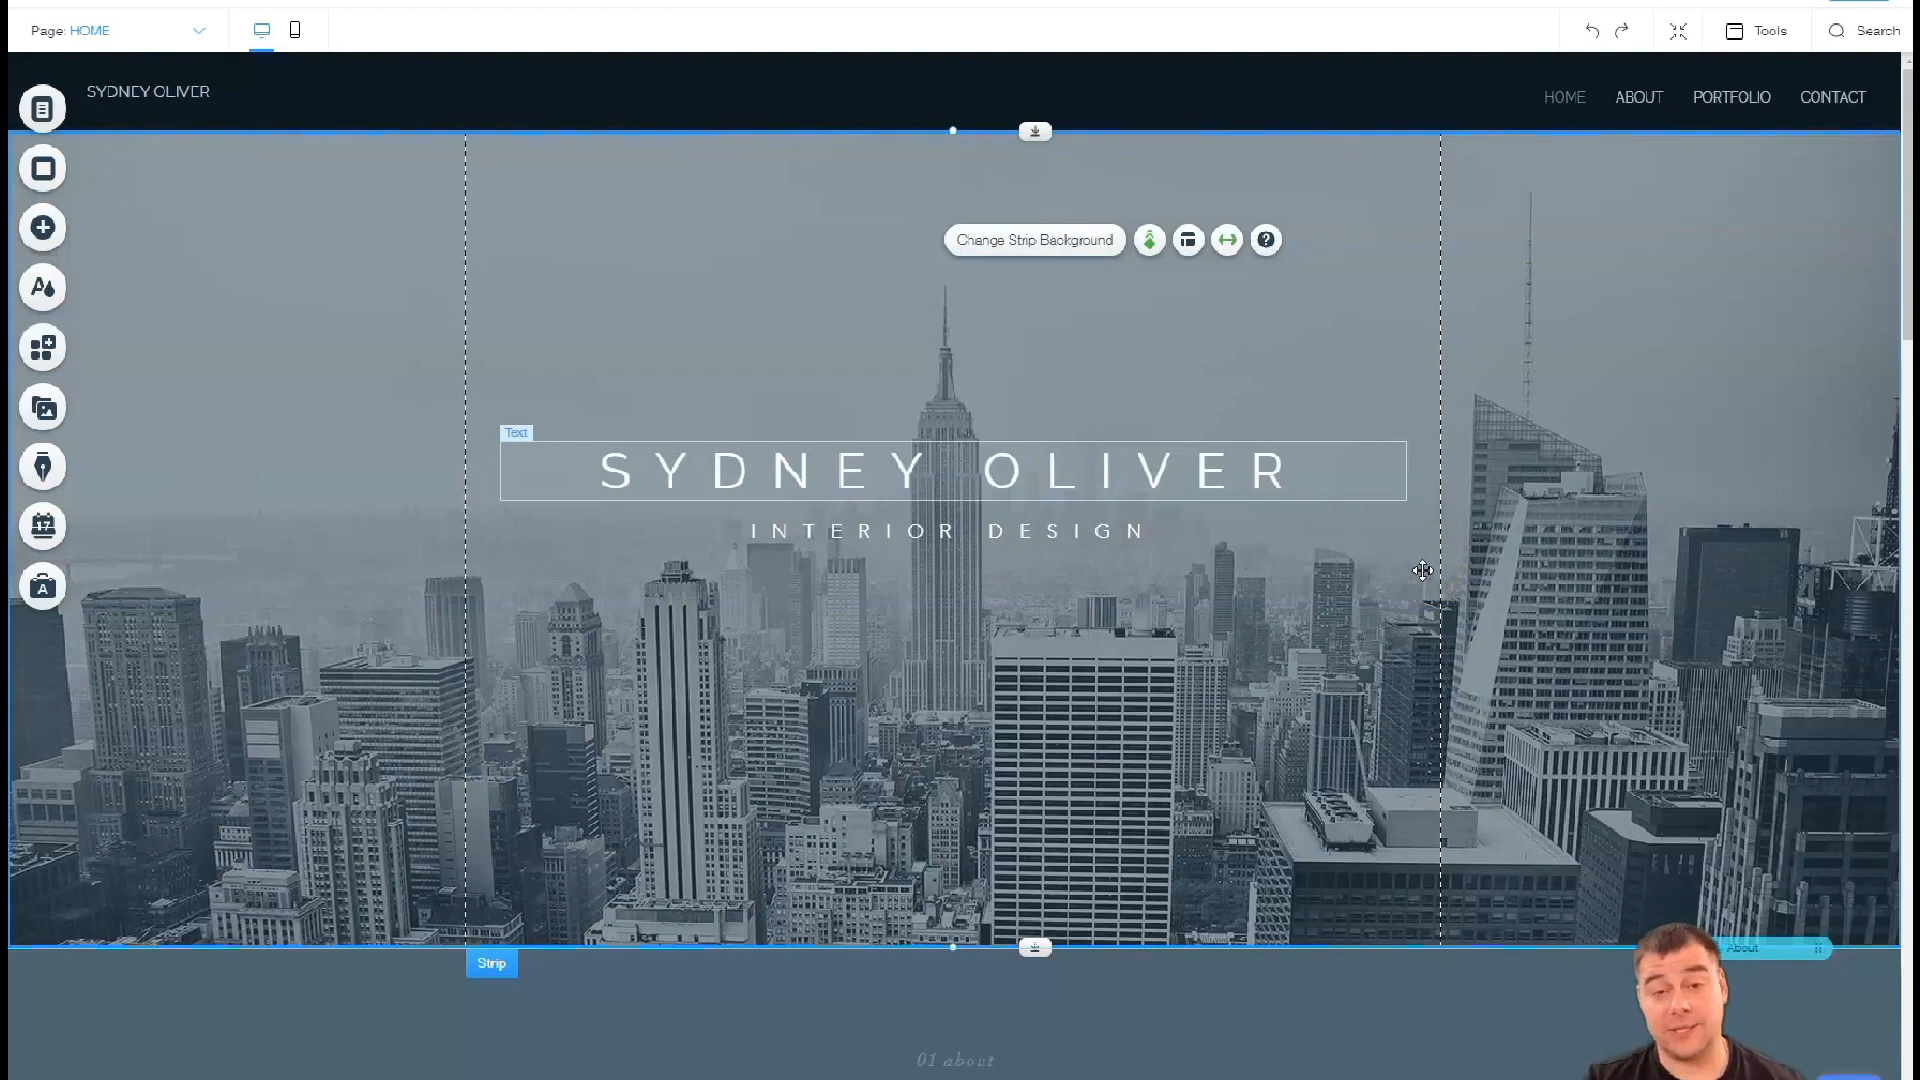 Page: HOME
Tools
Search
SYDNEY OLIVER
HOME
ABOUT
PORTFOLIO
CONTACT
Change Strip Background
?
A
Text
SYDNEY OLIVER
INTERIOR DESIGN
17
A
About
Strip
01 about